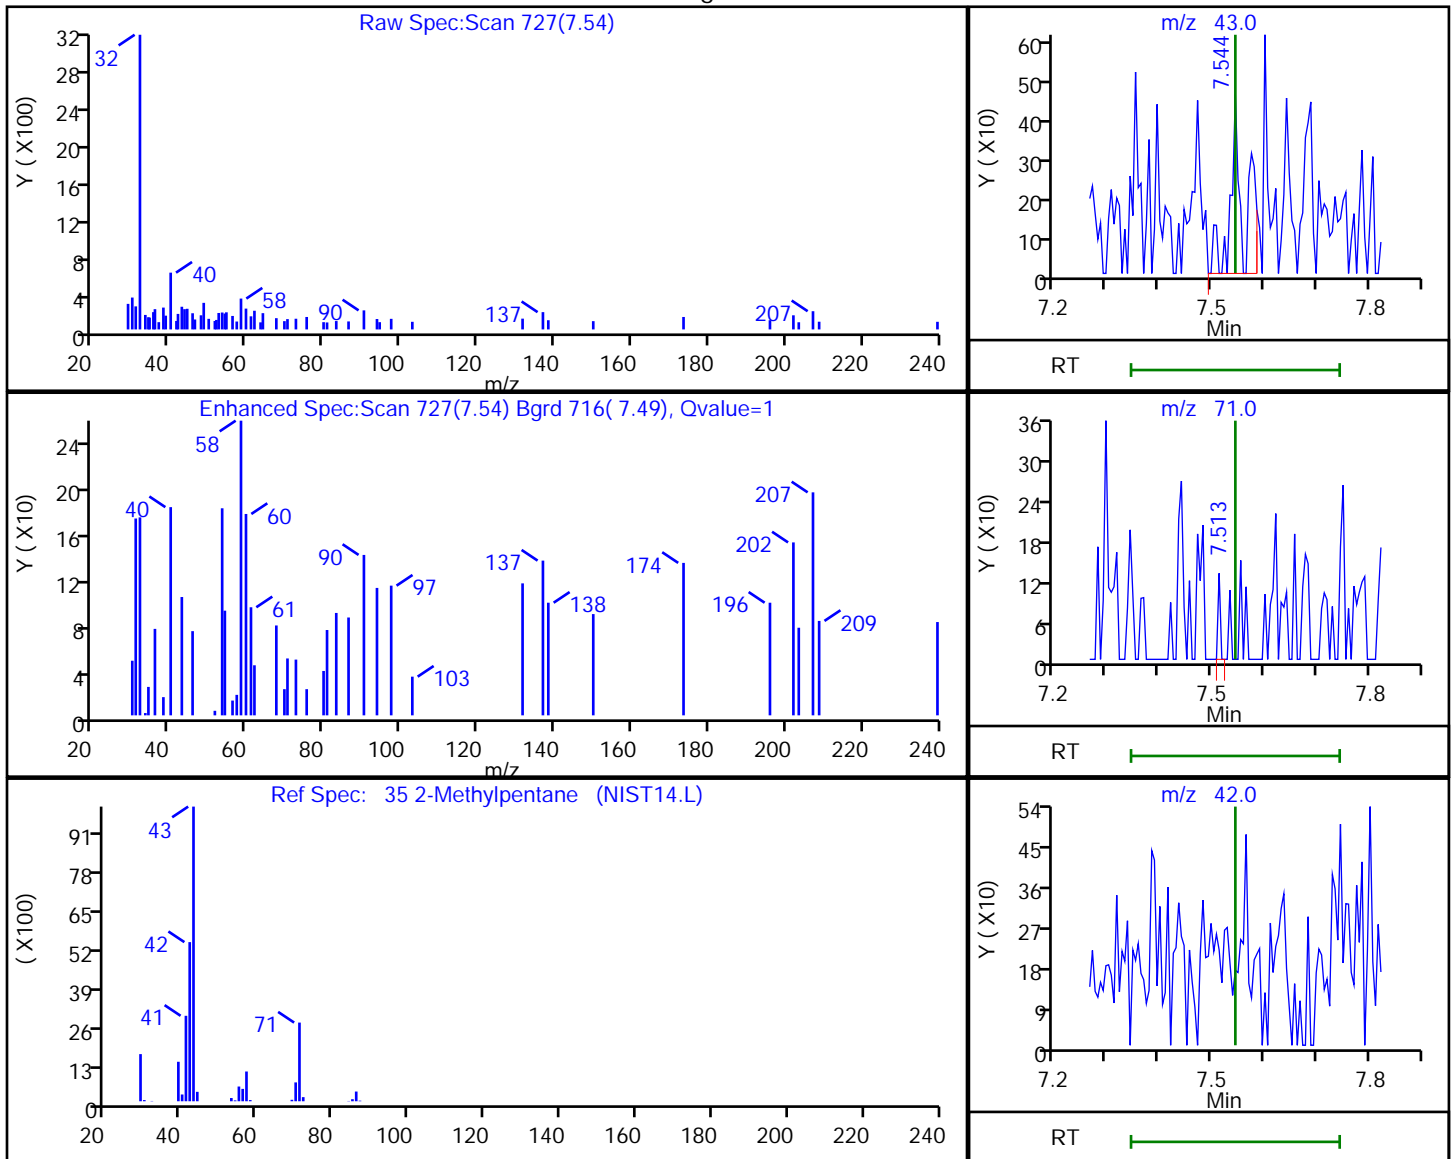 Raw Spec:Scan 727(7.54)
Y ( X100)
32
28
24
20
16
12
8
4
0
32
40
58
90
137
207
20 40 60 80 100 120 140 160 180 200 220 240
m/z
m/z 43.0
Y ( X10)
60
50
40
30
20
10
0
7.544
7.2 7.5 7.8
Min
RT
Enhanced Spec:Scan 727(7.54) Bgrd 716( 7.49), Qvalue=1
Y ( X10)
24
20
16
12
8
4
0
40
58
60
61
90
97
103
137
138
174
196
202
207
209
20 40 60 80 100 120 140 160 180 200 220 240
m/z
m/z 71.0
Y ( X10)
36
30
24
18
12
6
0
7.513
7.2 7.5 7.8
Min
RT
Ref Spec: 35 2-Methylpentane (NIST14.L)
( X100)
91
78
65
52
39
26
13
0
43
42
41
71
20 40 60 80 100 120 140 160 180 200 220 240
m/z 42.0
Y ( X10)
54
45
36
27
18
9
0
7.2 7.5 7.8
Min
RT